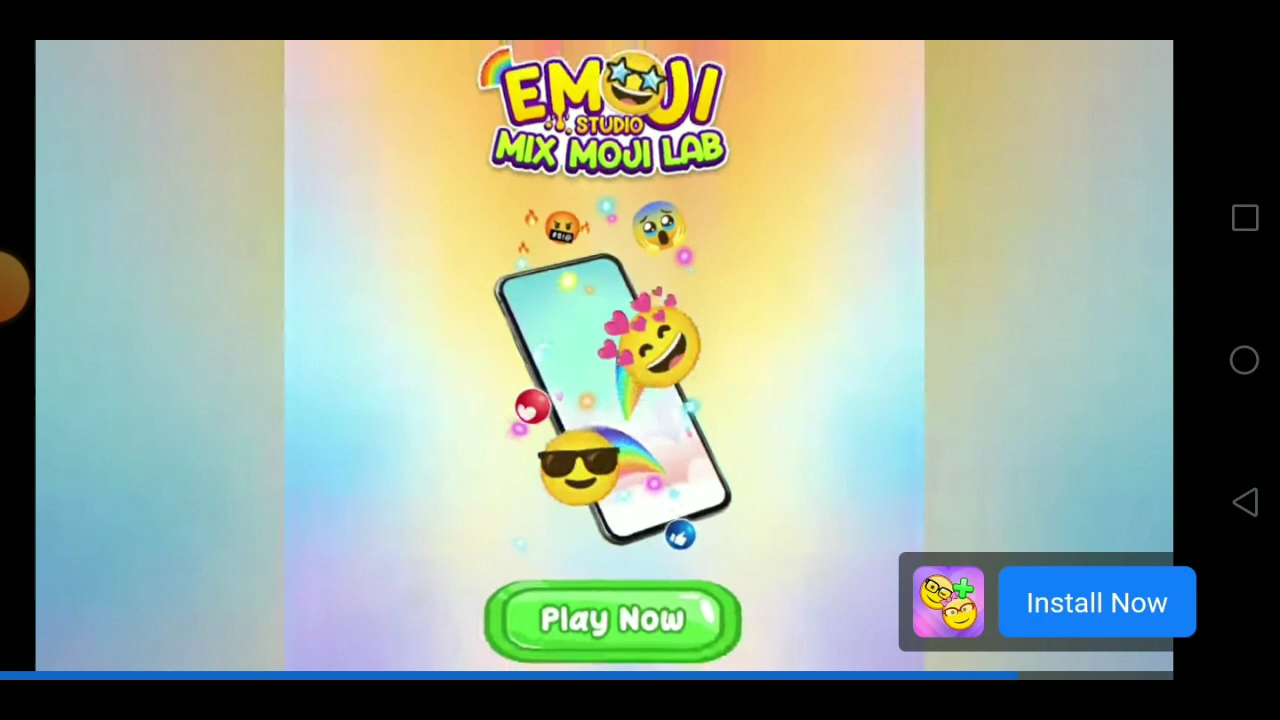 EMOJI
STUDIO
MIX MOJI LAB
#$!@
Play Now
Install Now